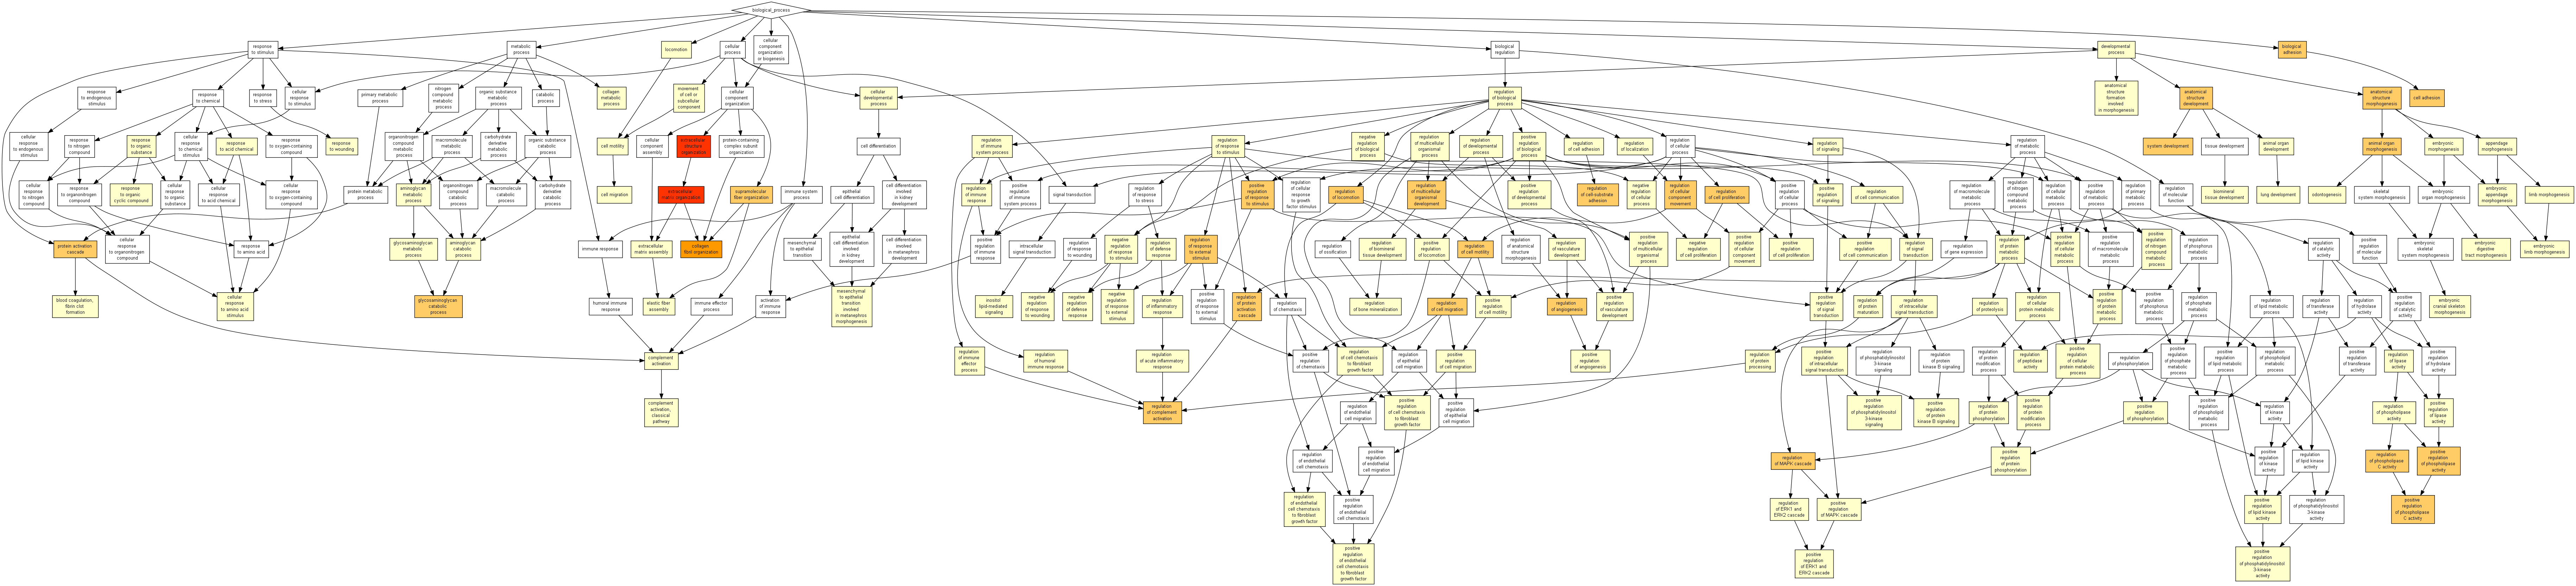 biological_process
response
to stimulus
metabolic
process
locomotion
cellular
process
cellular
component
organization
or biogenesis
biological
regulation
developmental
process
biological
adhesion
response
to endogenous
stimulus
response
to chemical
response
to stress
cellular
response
to stimulus
primary metabolic
process
nitrogen
compound
metabolic
process
organic substance
metabolic
process
catabolic
process
collagen
metabolic
process
movement
of cell or
subcellular
component
cellular
component
organization
cellular
developmental
process
regulation
of biological
process
anatomical
structure
formation
involved
in morphogenesis
anatomical
structure
development
anatomical
structure
morphogenesis
cell adhesion
cellular
response
to endogenous
stimulus
response
to nitrogen
compound
response
to organic
substance
cellular
response
to chemical
stimulus
response
to acid chemical
response
to oxygen-containing
compound
response
to wounding
organonitrogen
compound
metabolic
process
macromolecule
metabolic
process
carbohydrate
derivative
metabolic
process
organic substance
catabolic
process
cell motility
cellular
component
assembly
extracellular
structure
organization
protein-containing
complex subunit
organization
cell differentiation
regulation
of immune
system process
regulation
of response
to stimulus
negative
regulation
of biological
process
regulation
of multicellular
organismal
process
regulation
of developmental
process
positive
regulation
of biological
process
regulation
of cell adhesion
regulation
of localization
regulation
of cellular
process
regulation
of signaling
regulation
of metabolic
process
system development
tissue development
animal organ
development
animal organ
morphogenesis
embryonic
morphogenesis
appendage
morphogenesis
cellular
response
to nitrogen
compound
response
to organonitrogen
compound
response
to organic
cyclic compound
cellular
response
to organic
substance
cellular
response
to acid chemical
cellular
response
to oxygen-containing
compound
protein metabolic
process
aminoglycan
metabolic
process
organonitrogen
compound
catabolic
process
macromolecule
catabolic
process
carbohydrate
derivative
catabolic
process
cell migration
extracellular
matrix organization
supramolecular
fiber organization
immune system
process
epithelial
cell differentiation
cell differentiation
involved
in kidney
development
regulation
of immune
response
positive
regulation
of immune
system process
signal transduction
regulation
of response
to stress
positive
regulation
of response
to stimulus
regulation
of cellular
response
to growth
factor stimulus
regulation
of locomotion
regulation
of multicellular
organismal
development
positive
regulation
of developmental
process
regulation
of cell-substrate
adhesion
negative
regulation
of cellular
process
regulation
of cellular
component
movement
regulation
of cell proliferation
positive
regulation
of cellular
process
positive
regulation
of signaling
regulation
of cell communication
regulation
of macromolecule
metabolic
process
regulation
of nitrogen
compound
metabolic
process
regulation
of cellular
metabolic
process
positive
regulation
of metabolic
process
regulation
of primary
metabolic
process
regulation
of molecular
function
biomineral
tissue development
lung development
odontogenesis
skeletal
system morphogenesis
embryonic
organ morphogenesis
embryonic
appendage
morphogenesis
limb morphogenesis
protein activation
cascade
cellular
response
to organonitrogen
compound
response
to amino acid
glycosaminoglycan
metabolic
process
aminoglycan
catabolic
process
immune response
extracellular
matrix assembly
collagen
fibril organization
mesenchymal
to epithelial
transition
epithelial
cell differentiation
involved
in kidney
development
cell differentiation
involved
in metanephros
development
positive
regulation
of immune
response
intracellular
signal transduction
regulation
of response
to wounding
negative
regulation
of response
to stimulus
regulation
of defense
response
regulation
of response
to external
stimulus
regulation
of ossification
regulation
of biomineral
tissue development
positive
regulation
of locomotion
regulation
of cell motility
regulation
of anatomical
structure
morphogenesis
regulation
of vasculature
development
positive
regulation
of multicellular
organismal
process
negative
regulation
of cell proliferation
positive
regulation
of cellular
component
movement
positive
regulation
of cell proliferation
positive
regulation
of cell communication
regulation
of signal
transduction
regulation
of gene expression
regulation
of protein
metabolic
process
positive
regulation
of cellular
metabolic
process
positive
regulation
of macromolecule
metabolic
process
positive
regulation
of nitrogen
compound
metabolic
process
regulation
of phosphorus
metabolic
process
regulation
of catalytic
activity
positive
regulation
of molecular
function
embryonic
skeletal
system morphogenesis
embryonic
digestive
tract morphogenesis
embryonic
limb morphogenesis
blood coagulation,
fibrin clot
formation
cellular
response
to amino acid
stimulus
glycosaminoglycan
catabolic
process
humoral immune
response
elastic fiber
assembly
immune effector
process
activation
of immune
response
mesenchymal
to epithelial
transition
involved
in metanephros
morphogenesis
inositol
lipid-mediated
signaling
negative
regulation
of response
to wounding
negative
regulation
of defense
response
negative
regulation
of response
to external
stimulus
regulation
of inflammatory
response
positive
regulation
of response
to external
stimulus
regulation
of protein
activation
cascade
regulation
of chemotaxis
regulation
of bone mineralization
regulation
of cell migration
positive
regulation
of cell motility
regulation
of angiogenesis
positive
regulation
of vasculature
development
positive
regulation
of signal
transduction
regulation
of protein
maturation
regulation
of intracellular
signal transduction
regulation
of proteolysis
regulation
of cellular
protein metabolic
process
positive
regulation
of protein
metabolic
process
positive
regulation
of phosphorus
metabolic
process
regulation
of phosphate
metabolic
process
regulation
of lipid metabolic
process
regulation
of transferase
activity
regulation
of hydrolase
activity
positive
regulation
of catalytic
activity
embryonic
cranial skeleton
morphogenesis
complement
activation
regulation
of immune
effector
process
regulation
of humoral
immune response
regulation
of acute inflammatory
response
positive
regulation
of chemotaxis
regulation
of cell chemotaxis
to fibroblast
growth factor
regulation
of epithelial
cell migration
positive
regulation
of cell migration
positive
regulation
of angiogenesis
regulation
of protein
processing
positive
regulation
of intracellular
signal transduction
regulation
of phosphatidylinositol
3-kinase
signaling
regulation
of protein
kinase B signaling
regulation
of protein
modification
process
regulation
of peptidase
activity
positive
regulation
of cellular
protein metabolic
process
regulation
of phosphorylation
positive
regulation
of phosphate
metabolic
process
positive
regulation
of lipid metabolic
process
regulation
of phospholipid
metabolic
process
positive
regulation
of transferase
activity
regulation
of lipase
activity
positive
regulation
of hydrolase
activity
complement
activation,
classical
pathway
regulation
of complement
activation
regulation
of endothelial
cell migration
positive
regulation
of cell chemotaxis
to fibroblast
growth factor
positive
regulation
of epithelial
cell migration
positive
regulation
of phosphatidylinositol
3-kinase
signaling
positive
regulation
of protein
kinase B signaling
regulation
of protein
phosphorylation
positive
regulation
of protein
modification
process
positive
regulation
of phosphorylation
positive
regulation
of phospholipid
metabolic
process
regulation
of kinase
activity
regulation
of phospholipase
activity
positive
regulation
of lipase
activity
regulation
of endothelial
cell chemotaxis
positive
regulation
of endothelial
cell migration
regulation
of MAPK cascade
positive
regulation
of protein
phosphorylation
positive
regulation
of kinase
activity
regulation
of lipid kinase
activity
regulation
of phospholipase
C activity
positive
regulation
of phospholipase
activity
regulation
of endothelial
cell chemotaxis
to fibroblast
growth factor
positive
regulation
of endothelial
cell chemotaxis
regulation
of ERK1 and
ERK2 cascade
positive
regulation
of MAPK cascade
positive
regulation
of lipid kinase
activity
regulation
of phosphatidylinositol
3-kinase
activity
positive
regulation
of phospholipase
C activity
positive
regulation
of endothelial
cell chemotaxis
to fibroblast
growth factor
positive
regulation
of ERK1 and
ERK2 cascade
positive
regulation
of phosphatidylinositol
3-kinase
activity